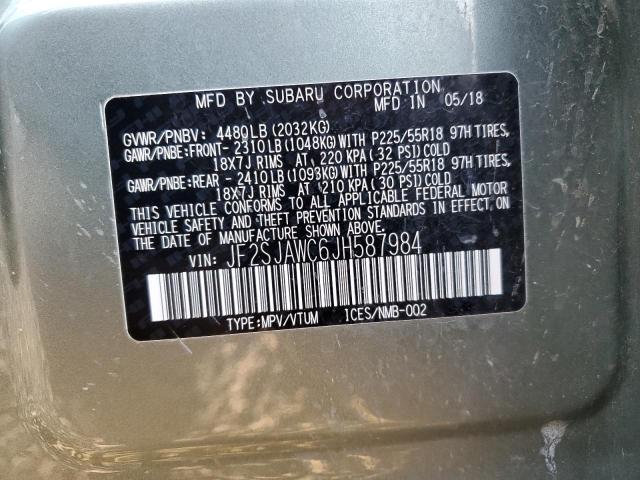 MFD BY SUBARU CORPORATION
MFD IN 05/18
GVWR/PNBV: 4480LB(2032KG)
GAWR/PNBE:FRONT- 2310LB(1048KG)WITH P225/55R18 97H TIRES,
18X7J RIMS AT 220 KPA(32 PSI)COLD
GAWR/PNBE:REAR - 2410LB(1093KG)WITH P225/55R18 97H TIRES,
18X7J RIMS AT 210 KPA(30 PSI)COLD
THIS VEHICLE CONFORMS TO ALL APPLICABLE FEDERAL MOTOR
VEHICLE SAFETY AND THEFT PREVENTION STANDARDS IN EFFECT ON
THE DATE OF MANUFACTURE SHOWN ABOVE.
VIN: JF2SJAWC6JH587984
TYPE:MPV/VTUM ICES/NMB-002